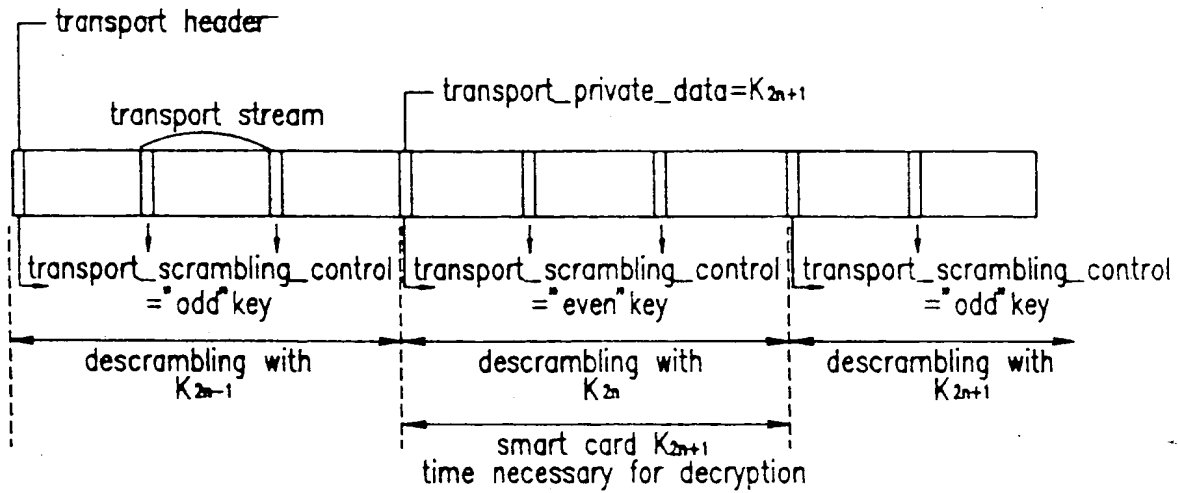 transport header
transport_private_data=K2n+1
transport stream
transport_scrambling_control
="odad" key
transport_scrambling_control
="even" key
transport_scrambling_control
="odd" key
descrambling with
K2n-1
descrambling with
K2n
descrambling with
K2n+1
smart card K2n+1
time necessary for decryption